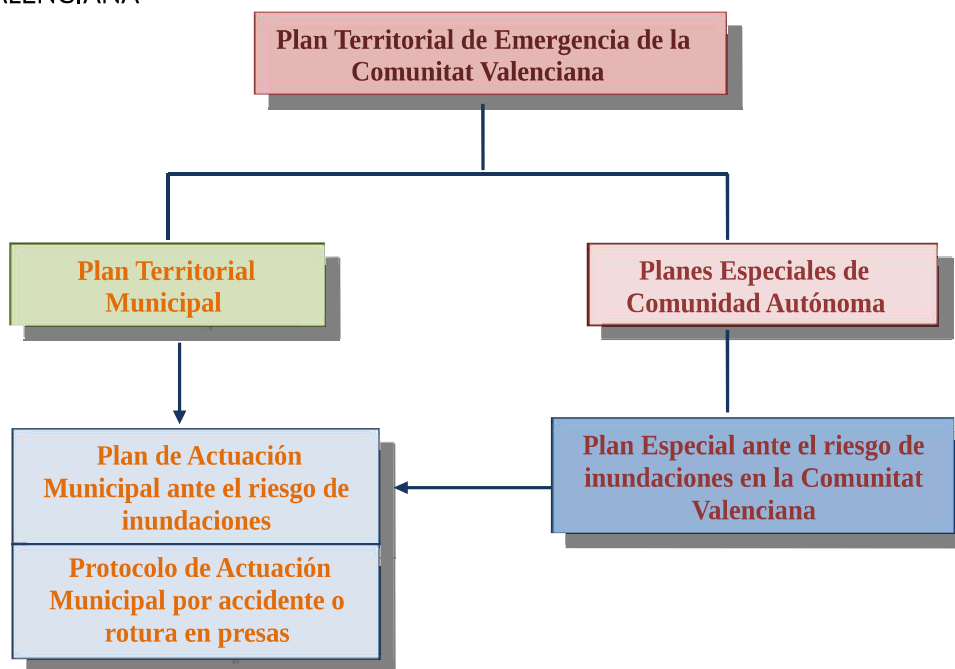 Plan Territorial de Emergencia de la
Comunitat Valenciana
Plan Territorial
Municipal
Planes Especiales de
Comunidad Autónoma
Plan de Actuación
Municipal ante el riesgo de
inundaciones
Plan Especial ante el riesgo de
inundaciones en la Comunitat
Valenciana
Protocolo de Actuación
Municipal por accidente o
rotura en presas